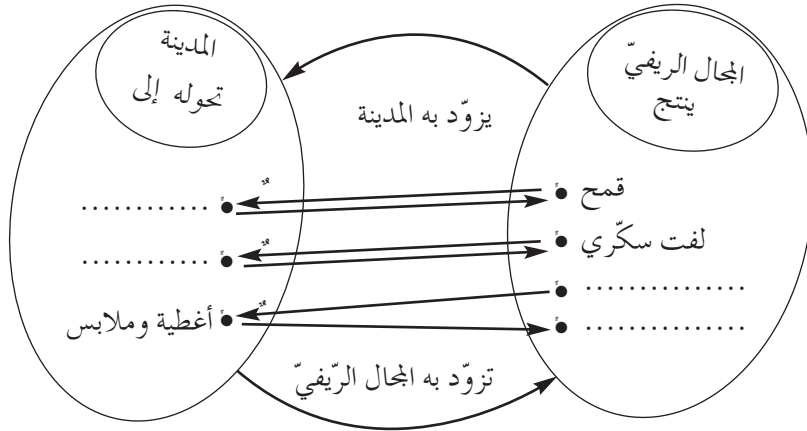 المجال الريفيّ
ينتج
المدينة
تحوله إلى
يزوّد به المدينة
قمح
............
لفت سكّري
............
...............
أغطية وملابس
...............
تزوّد به المجال الرّيفيّ